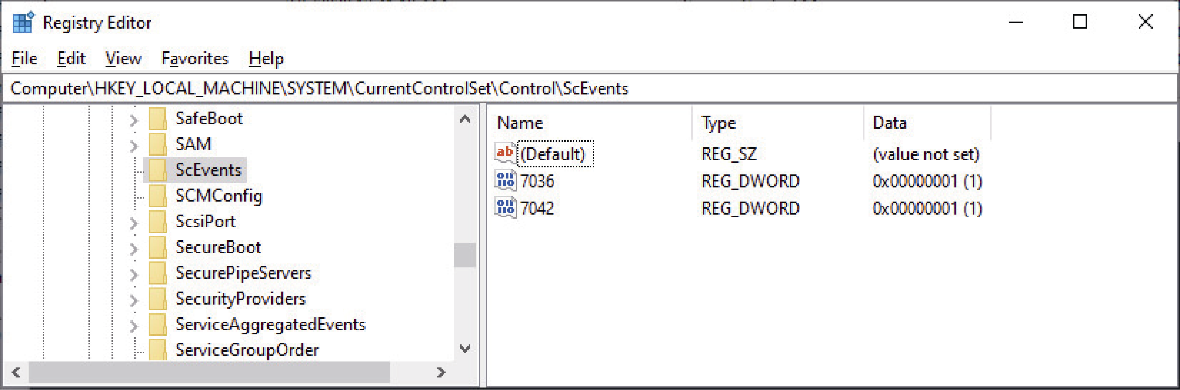 Registry Editor
File Edit View Favorites Help
Computer\HKEY_LOCAL_MACHINE\SYSTEM\CurrentControlSet\Control\ScEvents
SafeBoot
SAM
ScEvents
SCMConfig
ScsiPort
SecureBoot
SecurePipeServers
SecurityProviders
ServiceAggregatedEvents
ServiceGroupOrder
Name Type Data
(Default) REG_SZ (value not set)
7036 REG_DWORD 0x00000001 (1)
7042 REG_DWORD 0x00000001 (1)